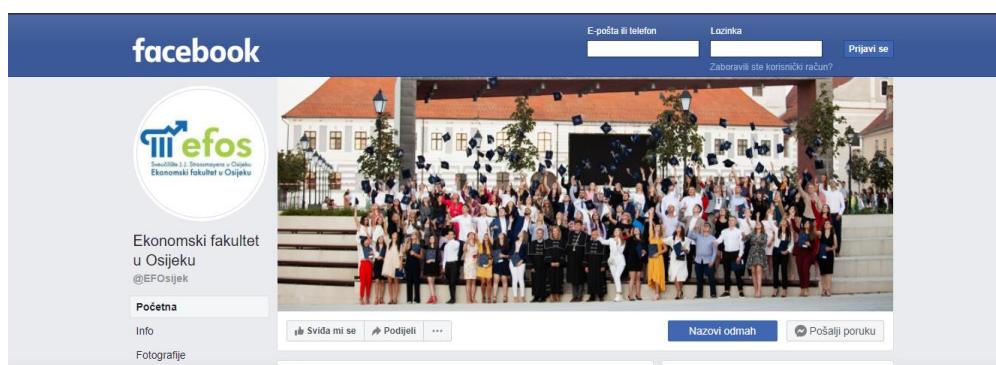 facebook
E-pošta ili telefon
Lozinka
Prijavi se
Zaboravili ste korisnički račun?
efos
Sveučilište J. J. Strossmayera u Osijeku
Ekonomski fakultet u Osijeku
Ekonomski fakultet
u Osijeku
@EFOsijek
Početna
Info
Fotografije
Sviđa mi se
Podijeli
Nazovi odmah
Pošalji poruku